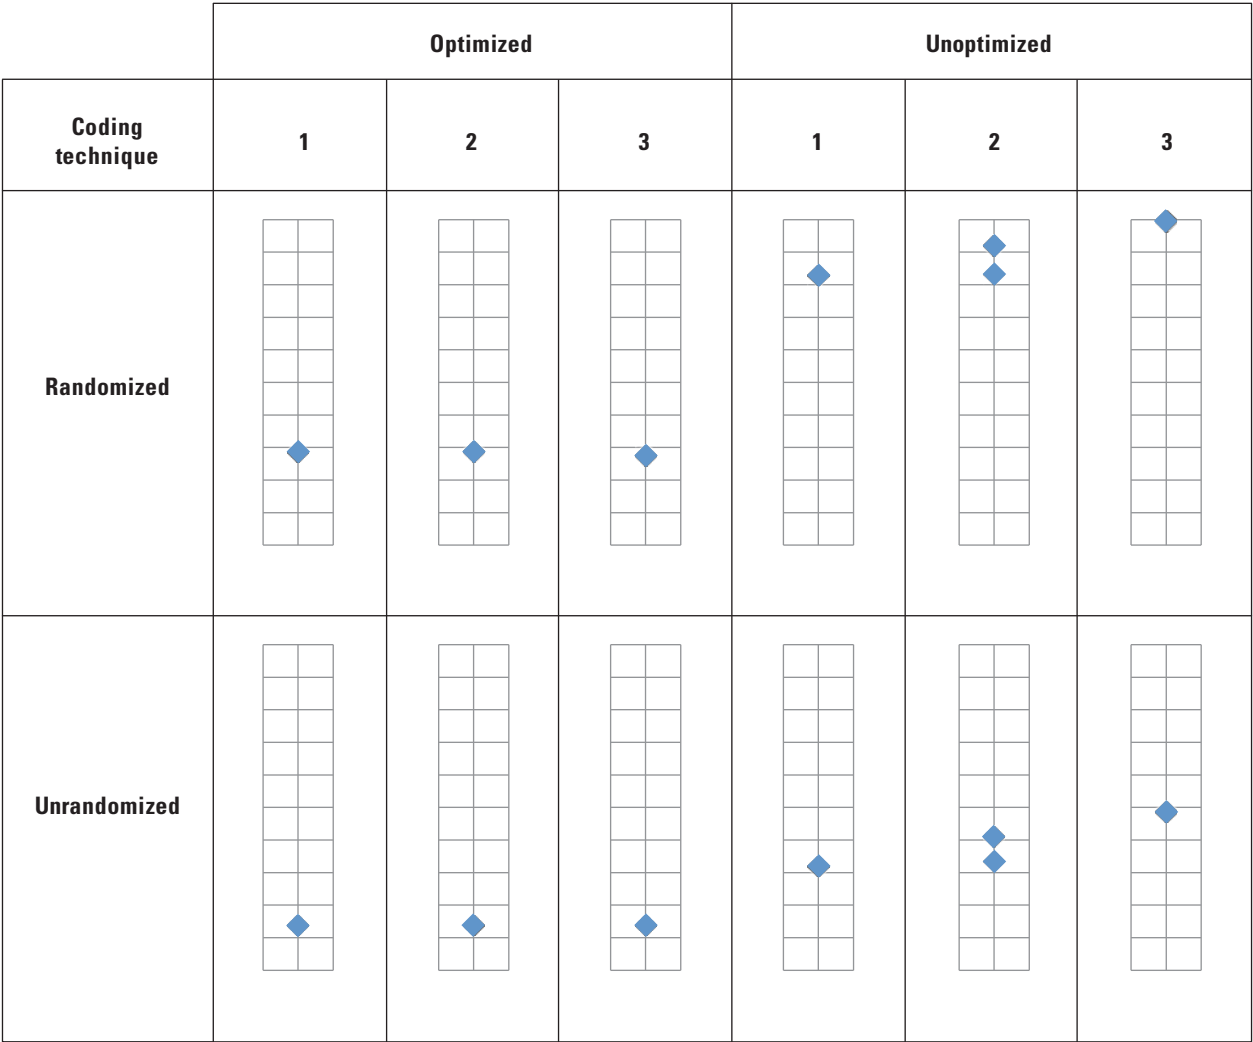 Optimized Unoptimized
Coding
technique 1 2 3 1 2 3
Randomized
Unrandomized